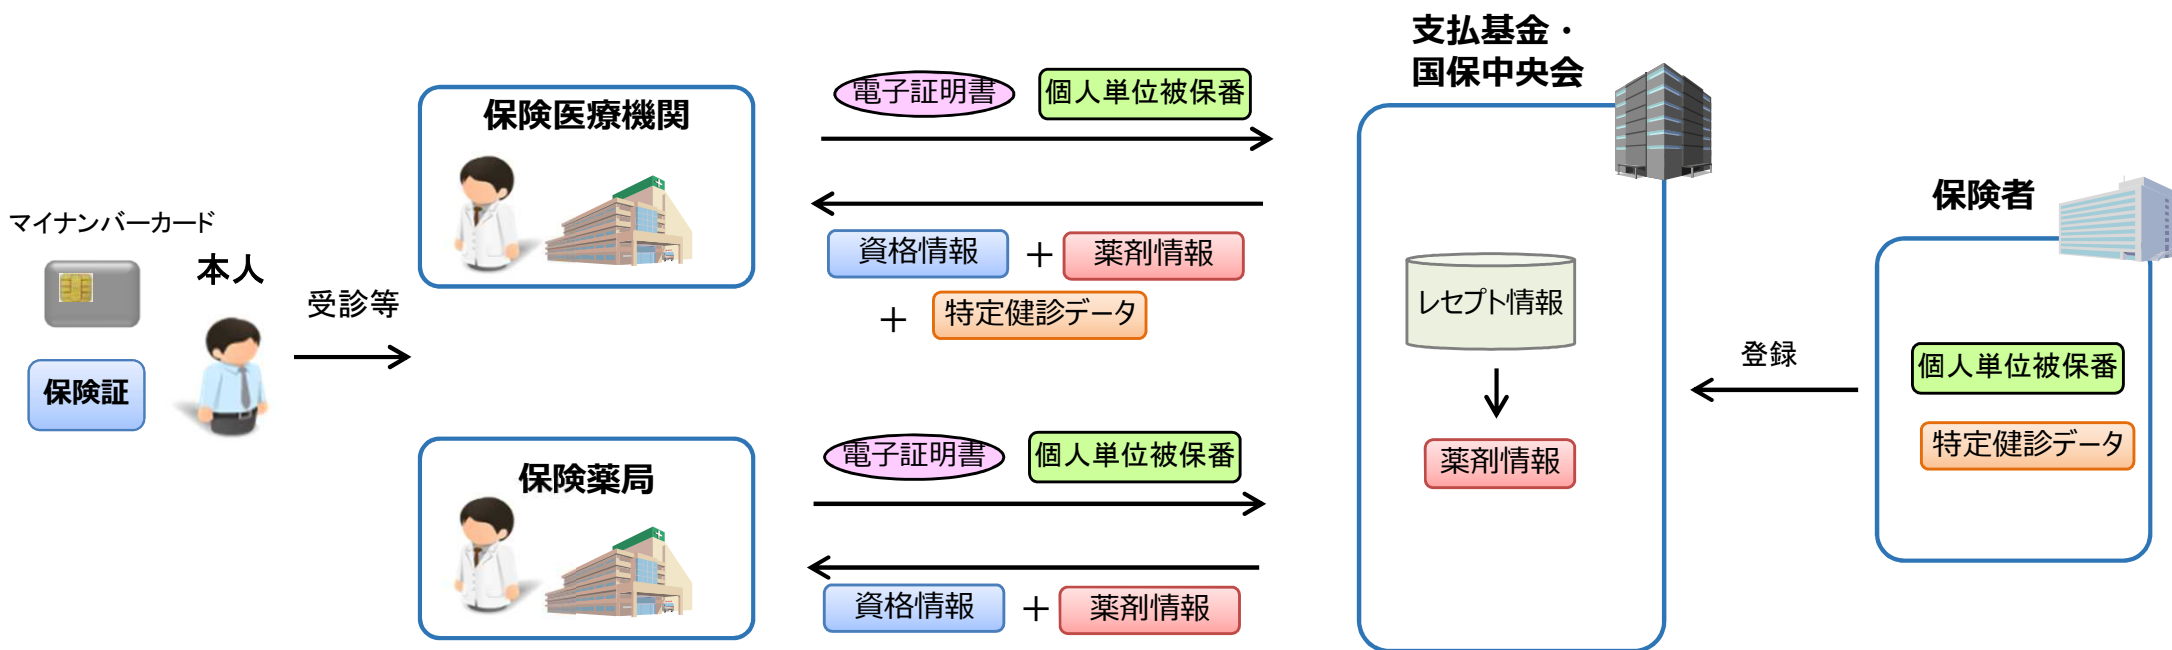 マイナンバーカード
本人
保険証
受診等
保険医療機関
電子証明書 個人単位被保番
資格情報 + 薬剤情報
+ 特定健診データ
保険薬局
電子証明書 個人単位被保番
資格情報 + 薬剤情報
支払基金・
国保中央会
レセプト情報
薬剤情報
登録
保険者
個人単位被保番
特定健診データ